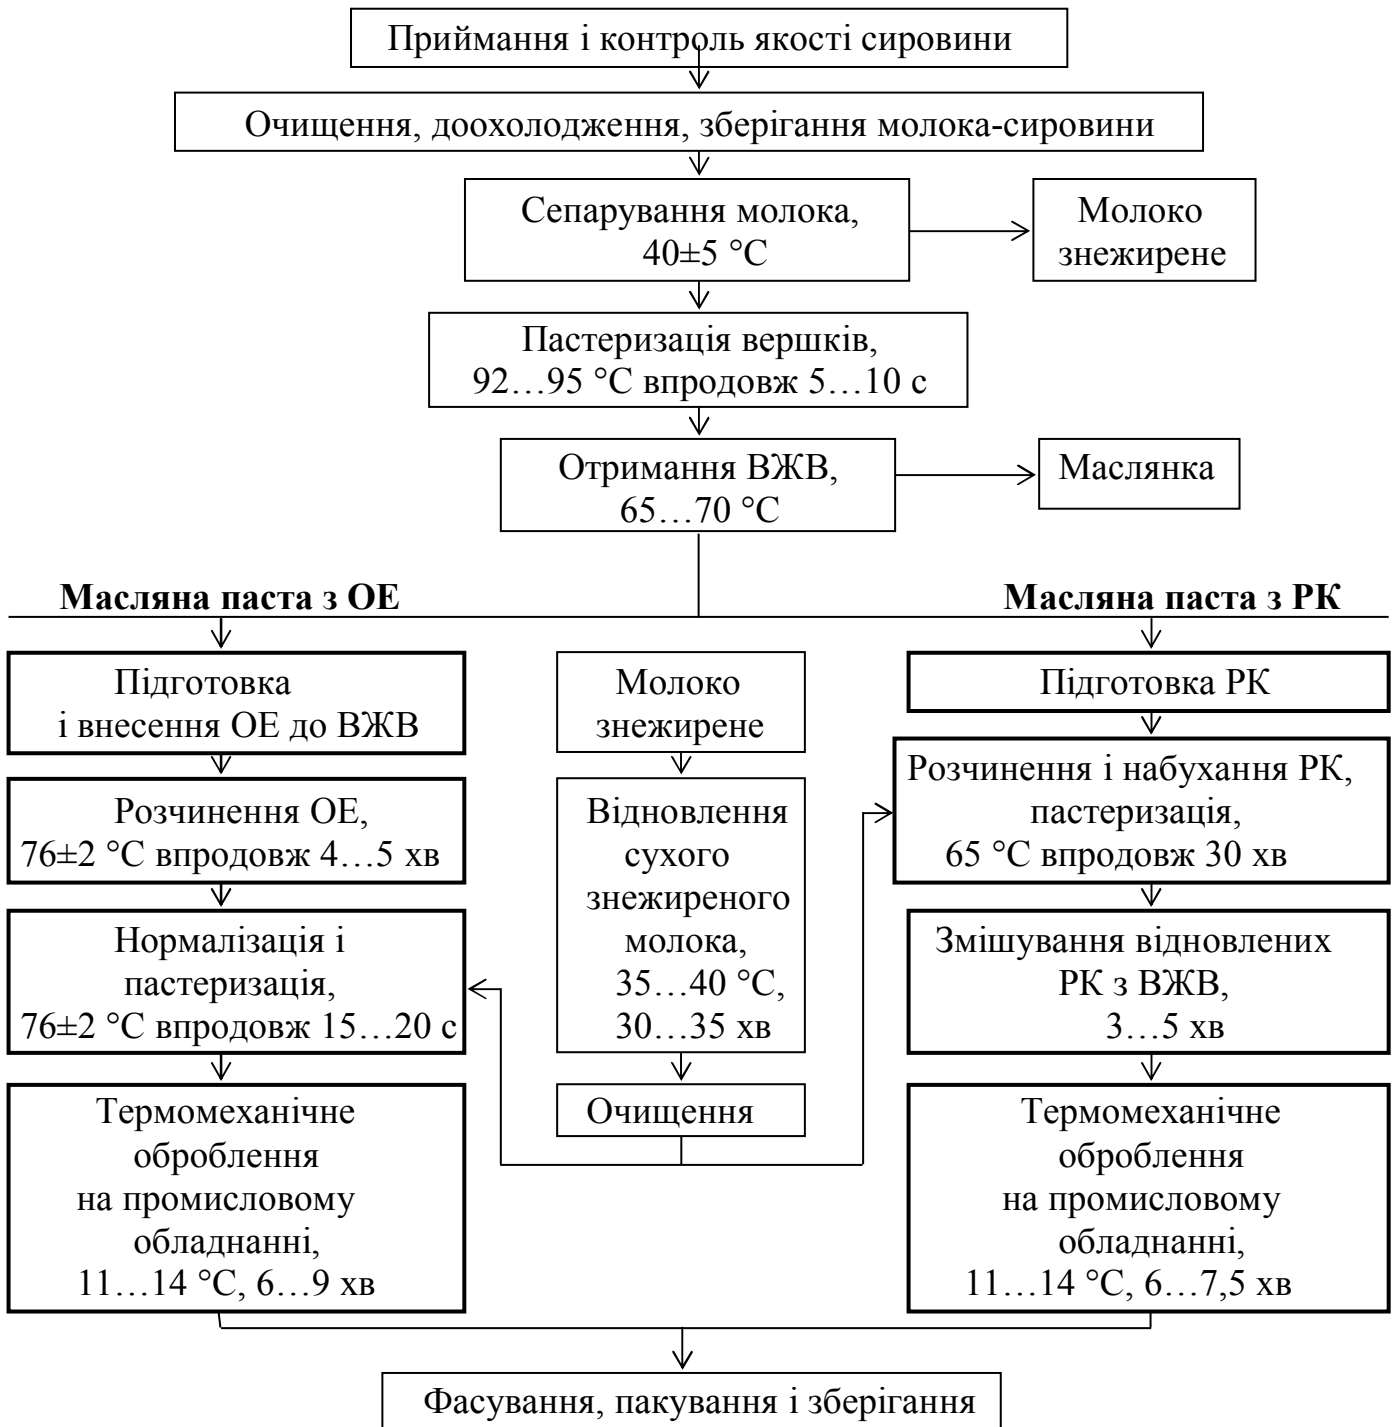 Приймання і контроль якості сировини
Очищення, доохолодження, зберігання молока-сировини
Сепарування молока,
40±5 °С
Молоко
знежирене
Пастеризація вершків,
92…95 °С впродовж 5…10 с
Отримання ВЖВ,
65…70 °С
Маслянка
Масляна паста з ОЕ
Масляна паста з РК
Підготовка
і внесення ОЕ до ВЖВ
Розчинення ОЕ,
76±2 °С впродовж 4…5 хв
Нормалізація і
пастеризація,
76±2 °С впродовж 15…20 с
Термомеханічне
оброблення
на промисловому
обладнанні,
11…14 °С, 6…9 хв
Молоко
знежирене
Відновлення
сухого
знежиреного
молока,
35…40 °С,
30…35 хв
Очищення
Підготовка РК
Розчинення і набухання РК,
пастеризація,
65 °С впродовж 30 хв
Змішування відновлених
РК з ВЖВ,
3…5 хв
Термомеханічне
оброблення
на промисловому
обладнанні,
11…14 °С, 6…7,5 хв
Фасування, пакування і зберігання